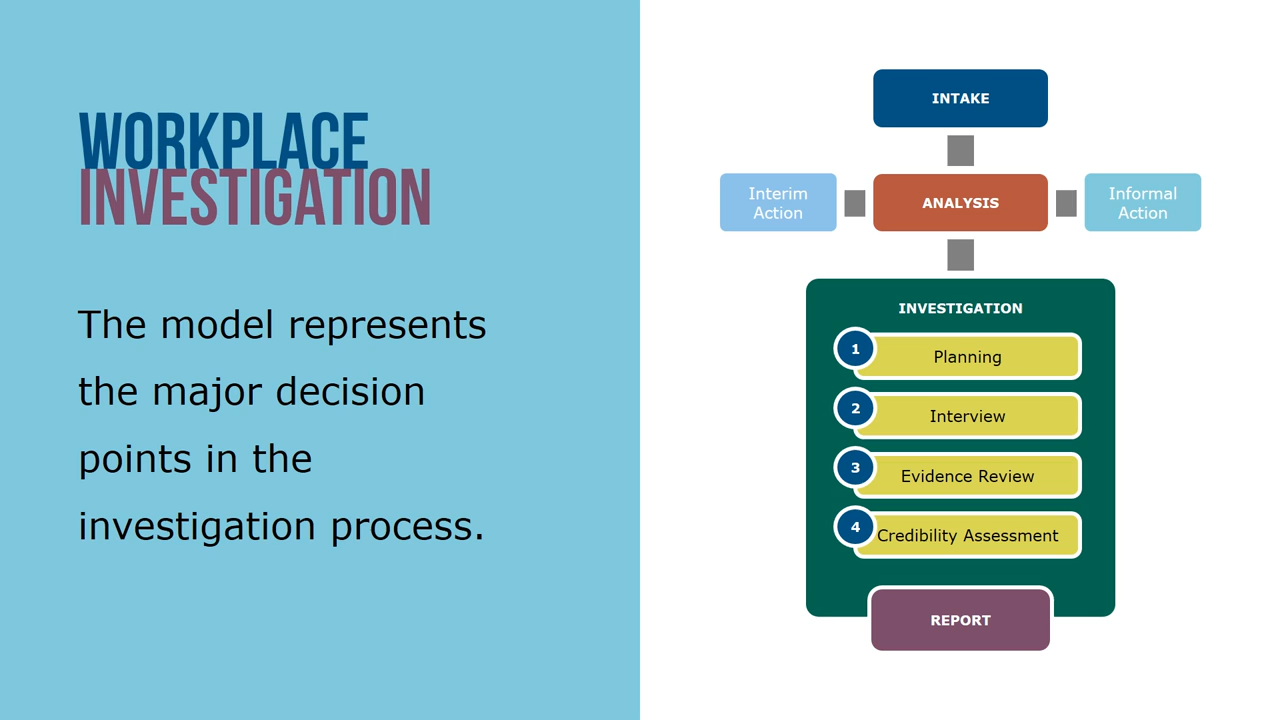 WORKPLACE
INVESTIGATION
The model represents
the major decision
points in the
investigation process.
INTAKE
Interim
Action
ANALYSIS
Informal
Action
INVESTIGATION
1
Planning
2
Interview
3
Evidence Review
4
Credibility Assessment
REPORT